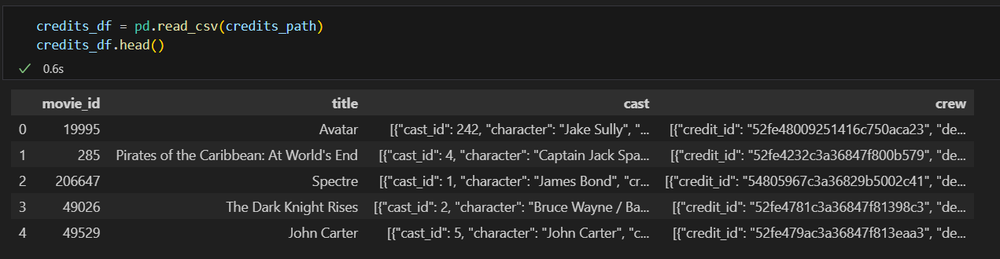 credits_df = pd.read_csv(credits_path)
credits_df.head()
0.6s
movie_id title cast crew
0 19995 Avatar [{"cast_id": 242, "character": "Jake Sully", "... [{"credit_id": "52fe48009251416c750aca23", "de...
1 285 Pirates of the Caribbean: At World's End [{"cast_id": 4, "character": "Captain Jack Spa... [{"credit_id": "52fe4232c3a36847f800b579", "de...
2 206647 Spectre [{"cast_id": 1, "character": "James Bond", "cr... [{"credit_id": "54805967c3a36829b5002c41", "de...
3 49026 The Dark Knight Rises [{"cast_id": 2, "character": "Bruce Wayne / Ba... [{"credit_id": "52fe4781c3a36847f81398c3", "de...
4 49529 John Carter [{"cast_id": 5, "character": "John Carter", "c... [{"credit_id": "52fe479ac3a36847f813eaa3", "de...